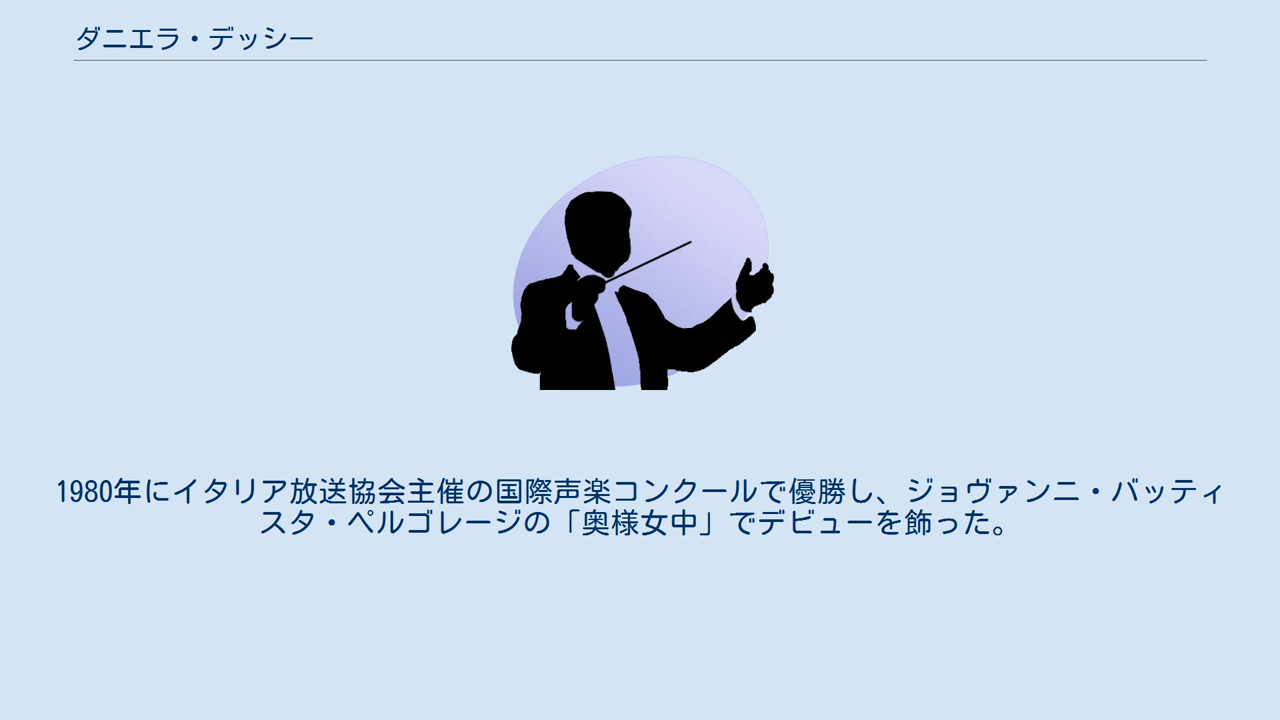 ダニエラ・デッシー
1980年にイタリア放送協会主催の国際声楽コンクールで優勝し、ジョヴァンニ・バッティ
スタ・ペルゴレージの「奥様女中」でデビューを飾った。